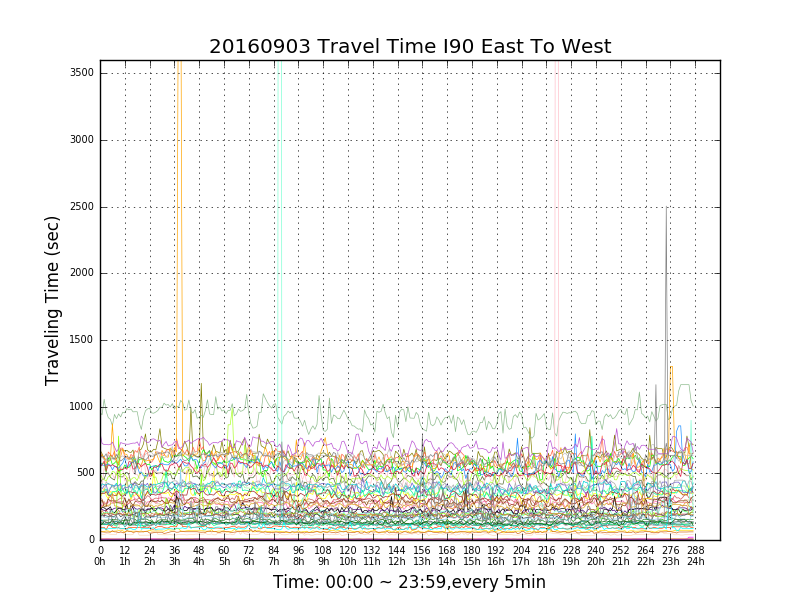 20160903 Travel Time I90 East To West
Traveling Time (sec)
3500
3000
2500
2000
1500
1000
500
0
0 12 24 36 48 60 72 84 96 108 120 132 144 156 168 180 192 204 216 228 240 252 264 276 288
0h 1h 2h 3h 4h 5h 6h 7h 8h 9h 10h 11h 12h 13h 14h 15h 16h 17h 18h 19h 20h 21h 22h 23h 24h
Time: 00:00 ~ 23:59,every 5min